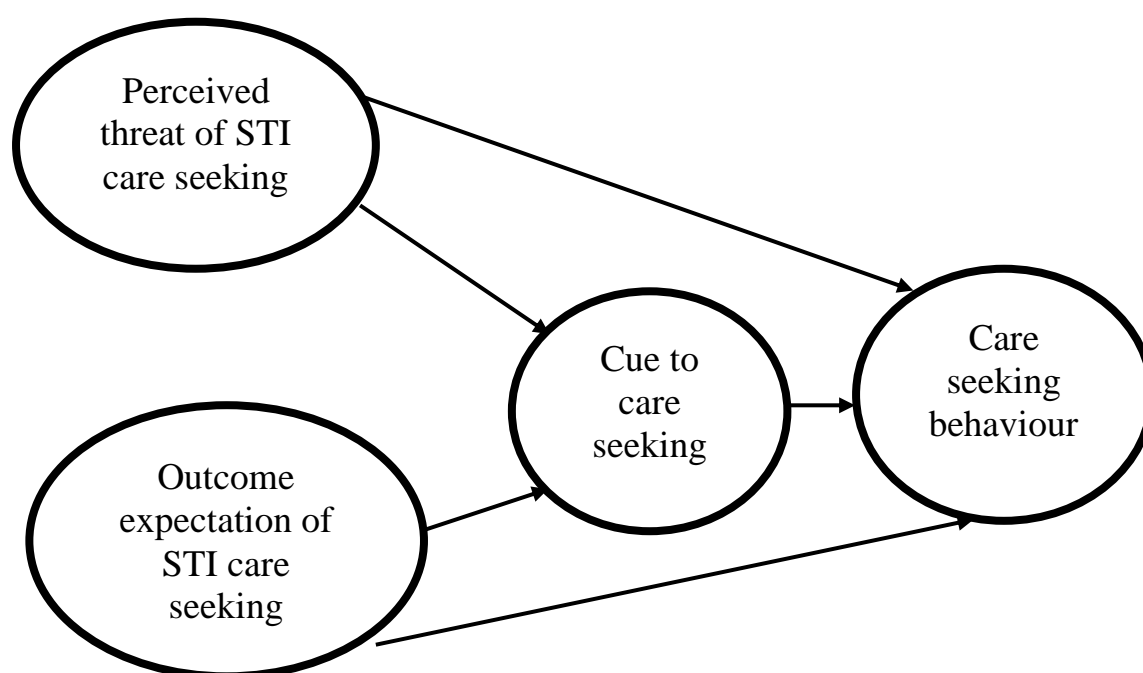 Perceived
threat of STI
care seeking
Cue to
care
seeking
Care
seeking
behaviour
Outcome
expectation of
STI care
seeking